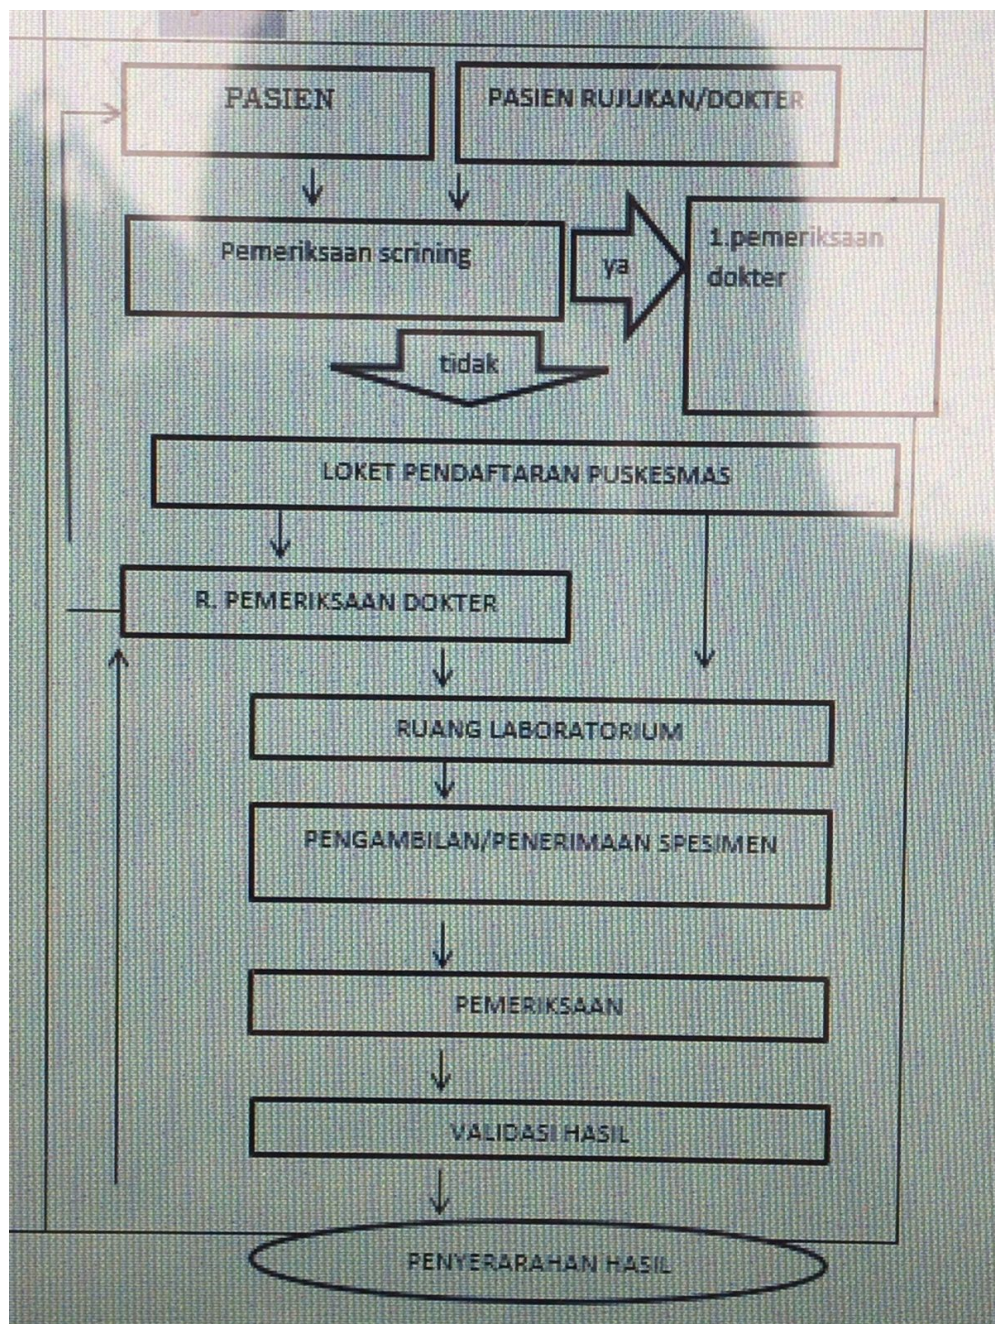 PASIEN
PASIEN RUJUKAN/DOKTER
Pemeriksaan scrining
ya
1.pemeriksaan
dokter
tidak
LOKET PENDAFTARAN PUSKESMAS
R. PEMERIKSAAN DOKTER
RUANG LABORATORIUM
PENGAMBILAN/PENERIMAAN SPESIMEN
PEMERIKSAAN
VALIDASI HASIL
PENYERARAHAN HASIL